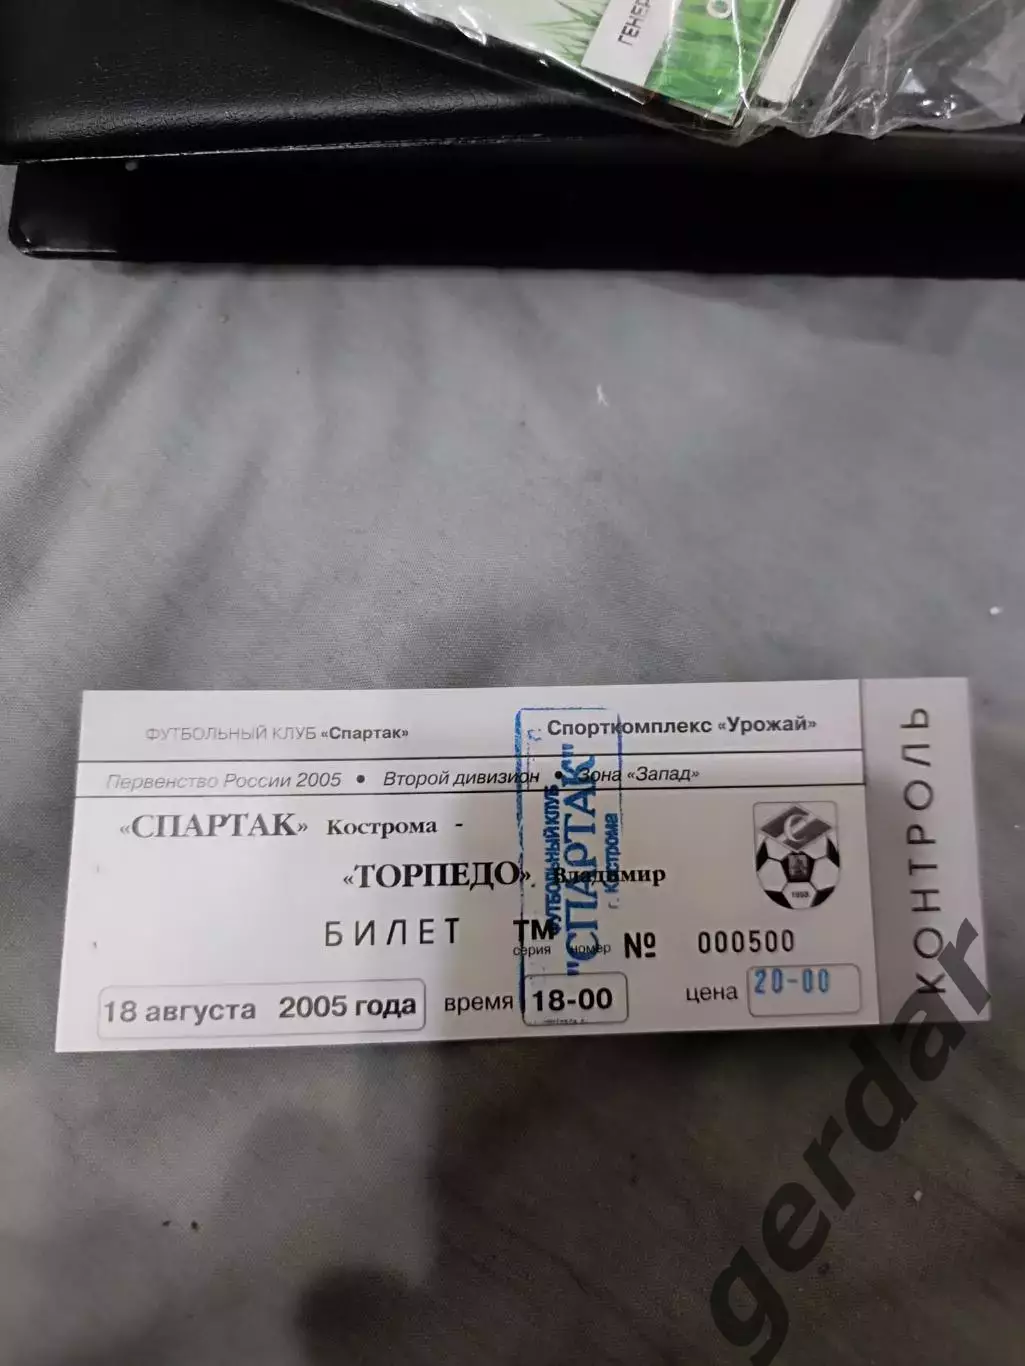 ГЕНЕР
ФУТБОЛЬНЫЙ КЛУБ «Спартак»
Спорткомплекс «Урожай»
Первенство России 2005 • Второй дивизион • Зона «Запад»
«СПАРТАК» Кострома -
«ТОРПЕДО» Владимир
БИЛЕТ ТМ № 000500
серия номер
18 августа 2005 года время 18-00 цена 20-00
КОНТРОЛЬ
ФУТБОЛЬНЫЙ КЛУБ
"СПАРТАК"
г. Кострома
1959
gerdar